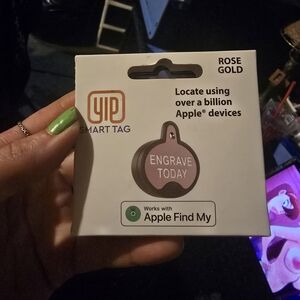 ROSE
GOLD
YIP
SMART TAG
Locate using
over a billion
Apple® devices
ENGRAVE
TODAY
Works with
Apple Find My